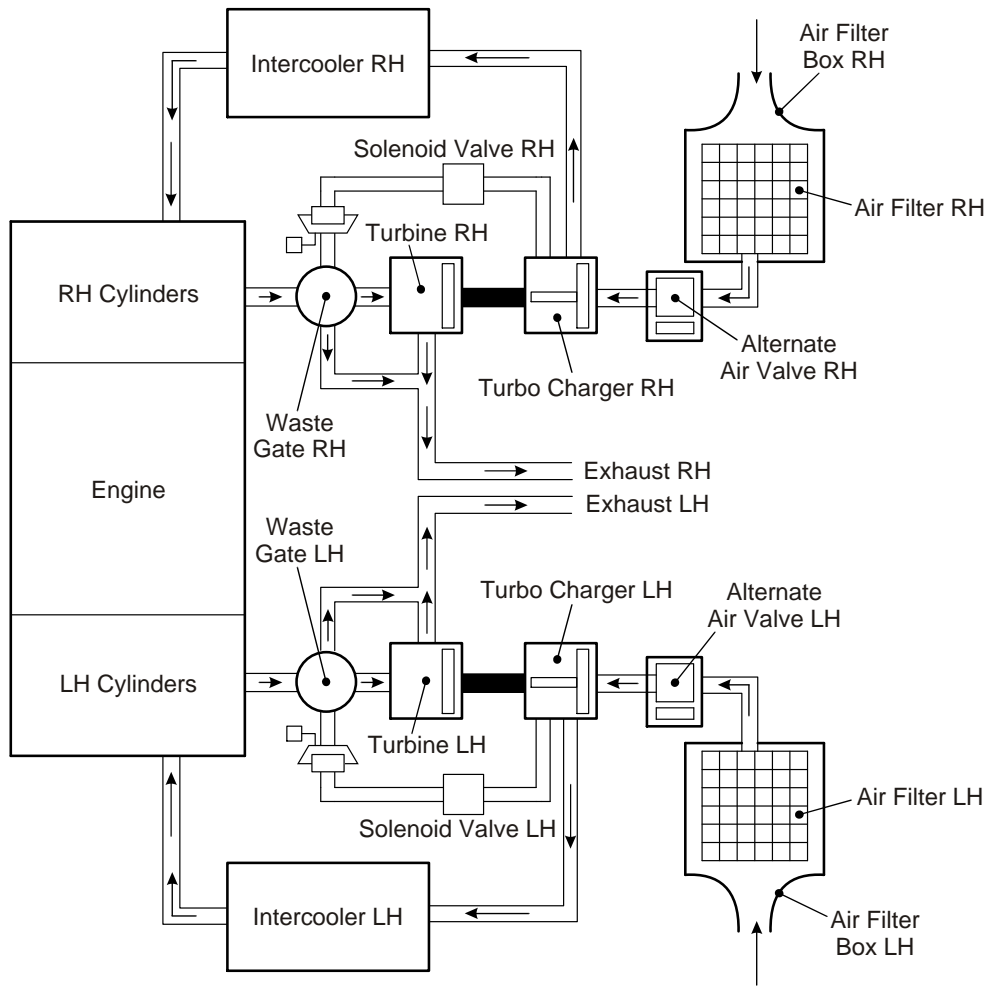 Intercooler RH
Air Filter
Box RH
Solenoid Valve RH
Air Filter RH
Turbine RH
RH Cylinders
Alternate
Air Valve RH
Turbo Charger RH
Waste
Gate RH
Exhaust RH
Engine
Exhaust LH
Waste
Gate LH
Turbo Charger LH
Alternate
Air Valve LH
LH Cylinders
Turbine LH
Air Filter LH
Solenoid Valve LH
Intercooler LH
Air Filter
Box LH